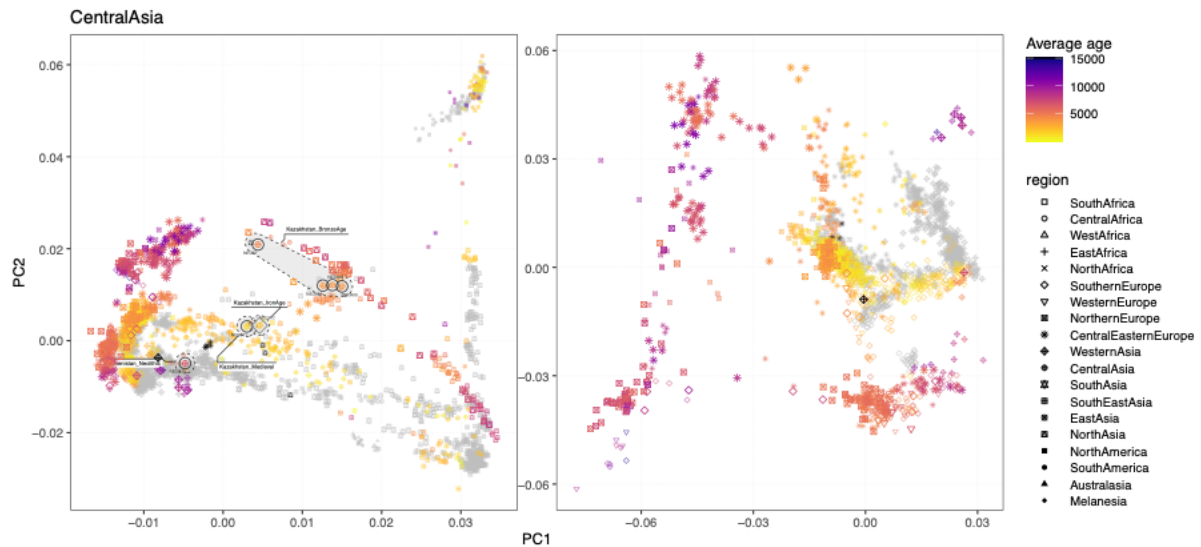 CentralAsia
PC2
0.06
0.04
0.02
0.00
−0.02
−0.01
0.00
0.01
0.02
0.03
Kazakhstan_BronzeAge
Kazakhstan_IronAge
Kazakhstan_Medieval
0.06
0.03
0.00
−0.03
−0.06
−0.06
−0.03
0.00
0.03
PC1
Average age
15000
10000
5000
region
SouthAfrica
CentralAfrica
WestAfrica
EastAfrica
NorthAfrica
SouthernEurope
WesternEurope
NorthernEurope
CentralEasternEurope
WesternAsia
CentralAsia
SouthAsia
SouthEastAsia
EastAsia
NorthAsia
NorthAmerica
SouthAmerica
Australasia
Melanesia